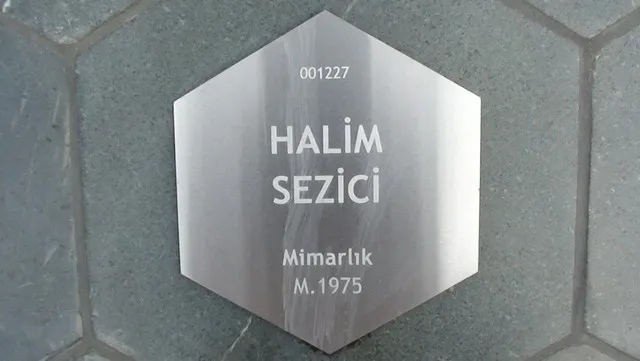 001227
HALİM
SEZİCİ
Mimarlık
M.1975